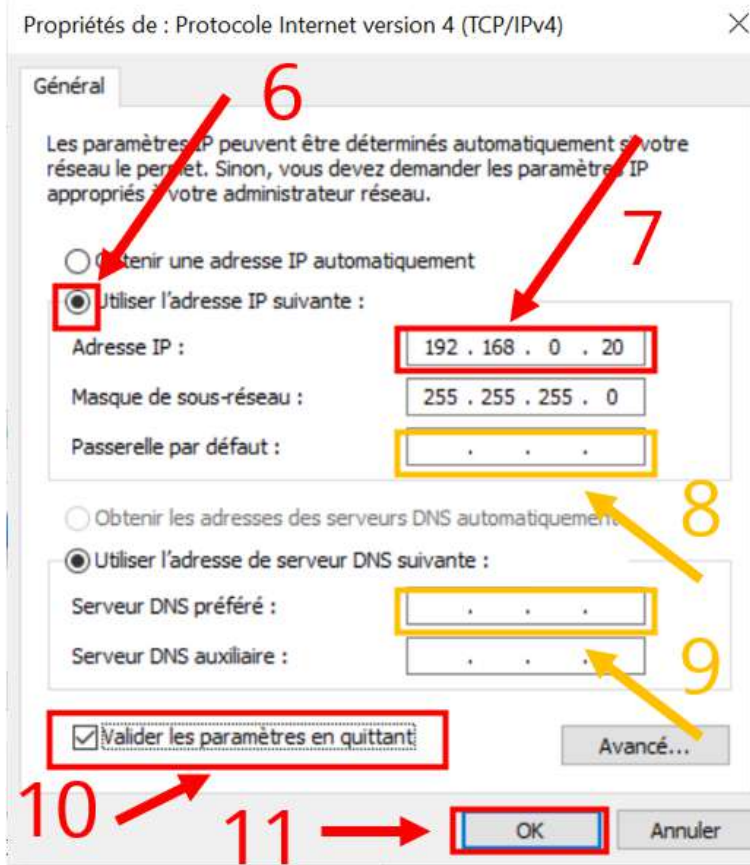 Propriétés de : Protocole Internet version 4 (TCP/IPv4)
Général
6
Les paramètres IP peuvent être déterminés automatiquement si votre
réseau le permet. Sinon, vous devez demander les paramètres IP
appropriés à votre administrateur réseau.
7
Obtenir une adresse IP automatiquement
Utiliser l'adresse IP suivante :
Adresse IP : 192 . 168 . 0 . 20
Masque de sous-réseau : 255 . 255 . 255 . 0
Passerelle par défaut : . . .
8
Obtenir les adresses des serveurs DNS automatiquement
Utiliser l'adresse de serveur DNS suivante :
Serveur DNS préféré : . . .
Serveur DNS auxiliaire : . . .
9
Valider les paramètres en quittant
Avancé...
10
11
OK Annuler